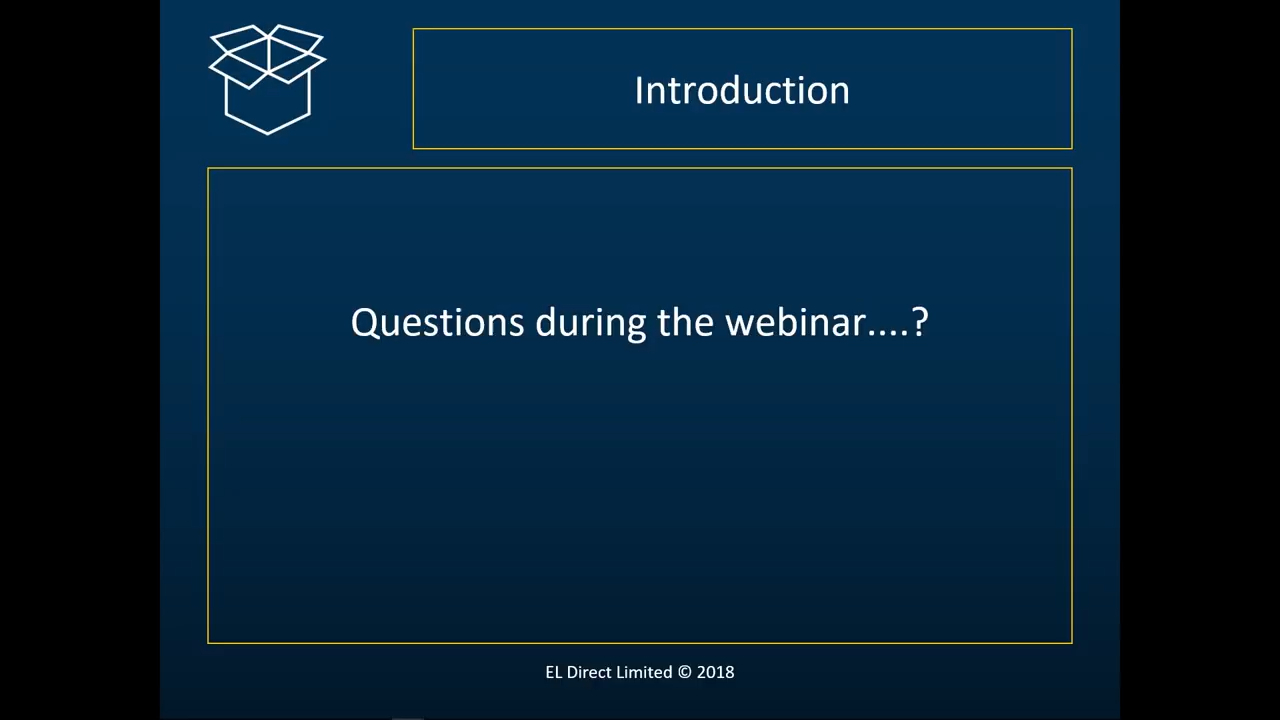 Introduction
Questions during the webinar....?
EL Direct Limited © 2018